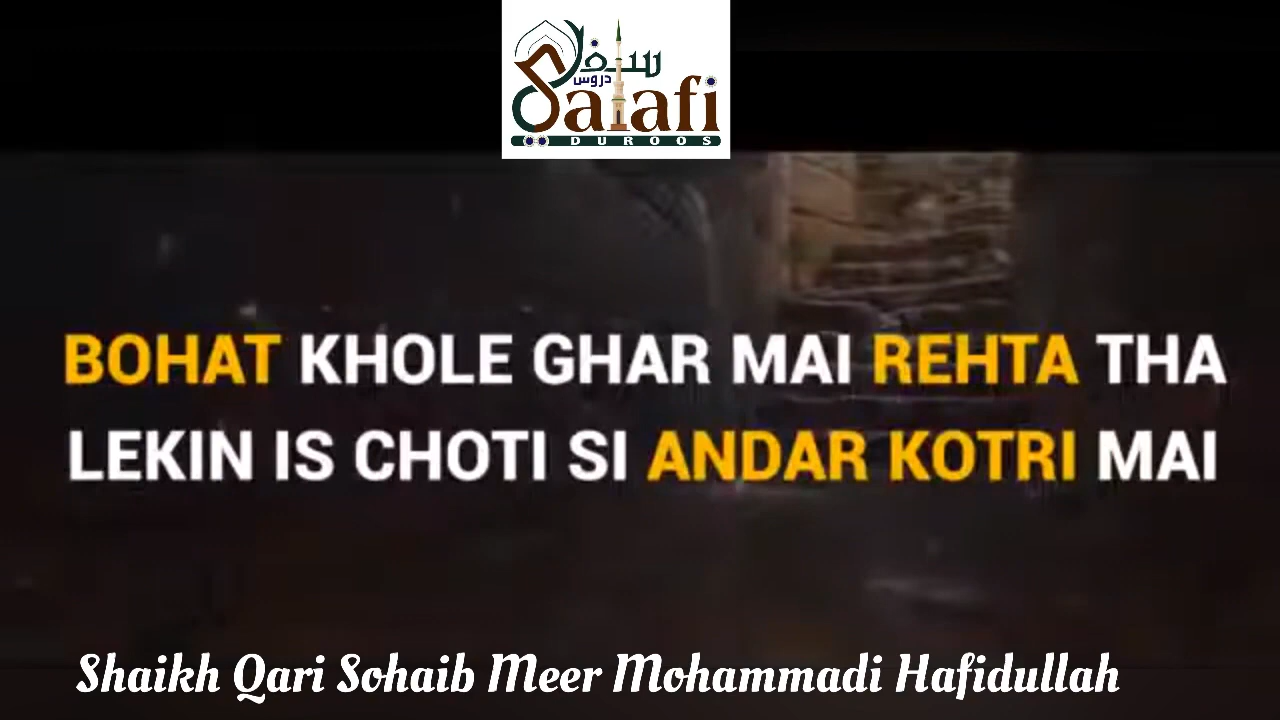 سلفی
دروس
Salafi
DUROOS
BOHAT KHOLE GHAR MAI REHTA THA
LEKIN IS CHOTI SI ANDAR KOTRI MAI
Shaikh Qari Sohaib Meer Mohammadi Hafidullah